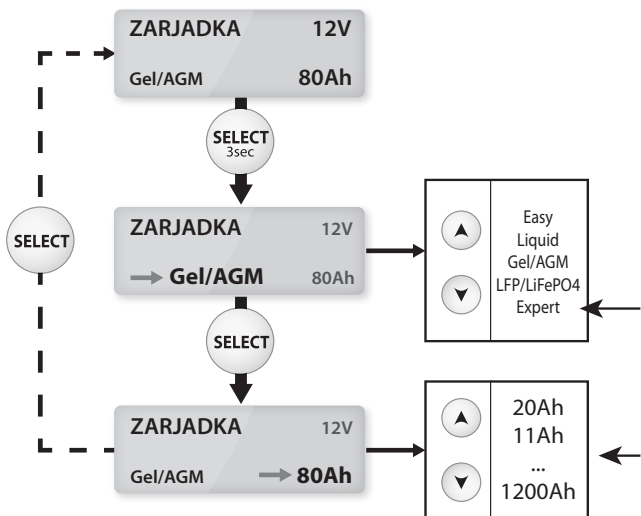 ZARJADKA 12V
Gel/AGM 80Ah
SELECT
3sec
ZARJADKA 12V
Gel/AGM 80Ah
SELECT
Easy
Liquid
Gel/AGM
LFP/LiFePO4
Expert
SELECT
ZARJADKA 12V
Gel/AGM 80Ah
20Ah
11Ah
...
1200Ah